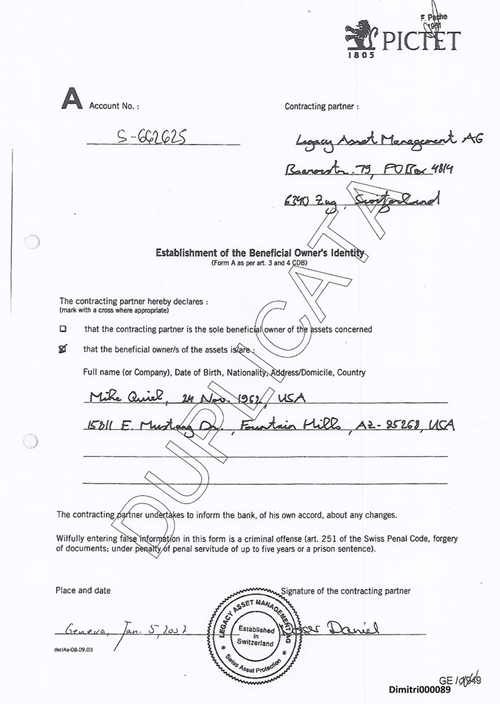 F Poche
PICTET
1805
A Account No. :
Contracting partner :
S-662625
Legacy Asset Management AG
Baarerstr. 79, PO Box 4814
6390 Zug, Switzerland
Establishment of the Beneficial Owner's Identity
(Form A as per art. 3 and 4 CDB)
The contracting partner hereby declares :
(mark with a cross where appropriate)
that the contracting partner is the sole beneficial owner of the assets concerned
that the beneficial owner/s of the assets is/are :
Full name (or Company), Date of Birth, Nationality, Address/Domicile, Country
Mike Quiel, 24 Nov. 1962, USA
15811 E. Mustang Dr., Fountain Hills, AZ-85268, USA
DUPLICATA
The contracting partner undertakes to inform the bank, of his own accord, about any changes.
Wilfully entering false information in this form is a criminal offence (art. 251 of the Swiss Penal Code, forgery
of documents; under penalty of penal servitude of up to five years or a prison sentence).
Place and date
Signature of the contracting partner
Geneva, Jan. 5, 2007
Daniel
LEGACY ASSET MANAGEMENT AG
Established
in
Switzerland
Swiss Asset Protection
declAa-08.09.03
GE /
Dimitri000089